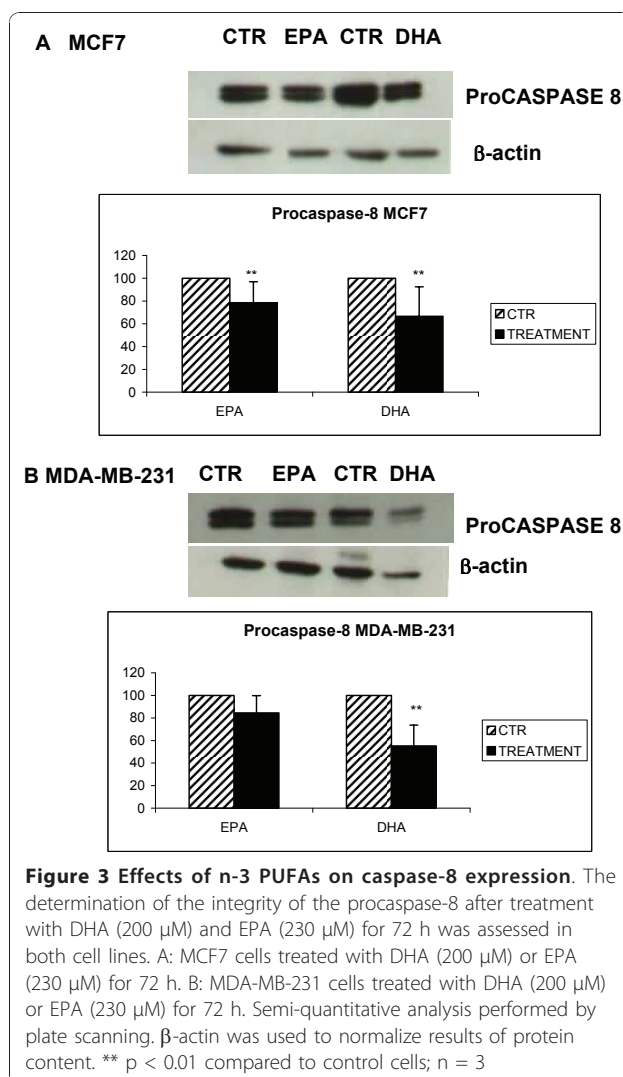 A MCF7
CTR EPA CTR DHA
ProCASPASE 8
β-actin
Procaspase-8 MCF7
120
100
80
60
40
20
0
**
**
EPA
DHA
CTR
TREATMENT
B MDA-MB-231
CTR EPA CTR DHA
ProCASPASE 8
β-actin
Procaspase-8 MDA-MB-231
120
100
80
60
40
20
0
**
EPA
DHA
CTR
TREATMENT
Figure 3 Effects of n-3 PUFAs on caspase-8 expression. The
determination of the integrity of the procaspase-8 after treatment
with DHA (200 μM) and EPA (230 μM) for 72 h was assessed in
both cell lines. A: MCF7 cells treated with DHA (200 μM) or EPA
(230 μM) for 72 h. B: MDA-MB-231 cells treated with DHA (200 μM)
or EPA (230 μM) for 72 h. Semi-quantitative analysis performed by
plate scanning. β-actin was used to normalize results of protein
content. ** p < 0.01 compared to control cells; n = 3